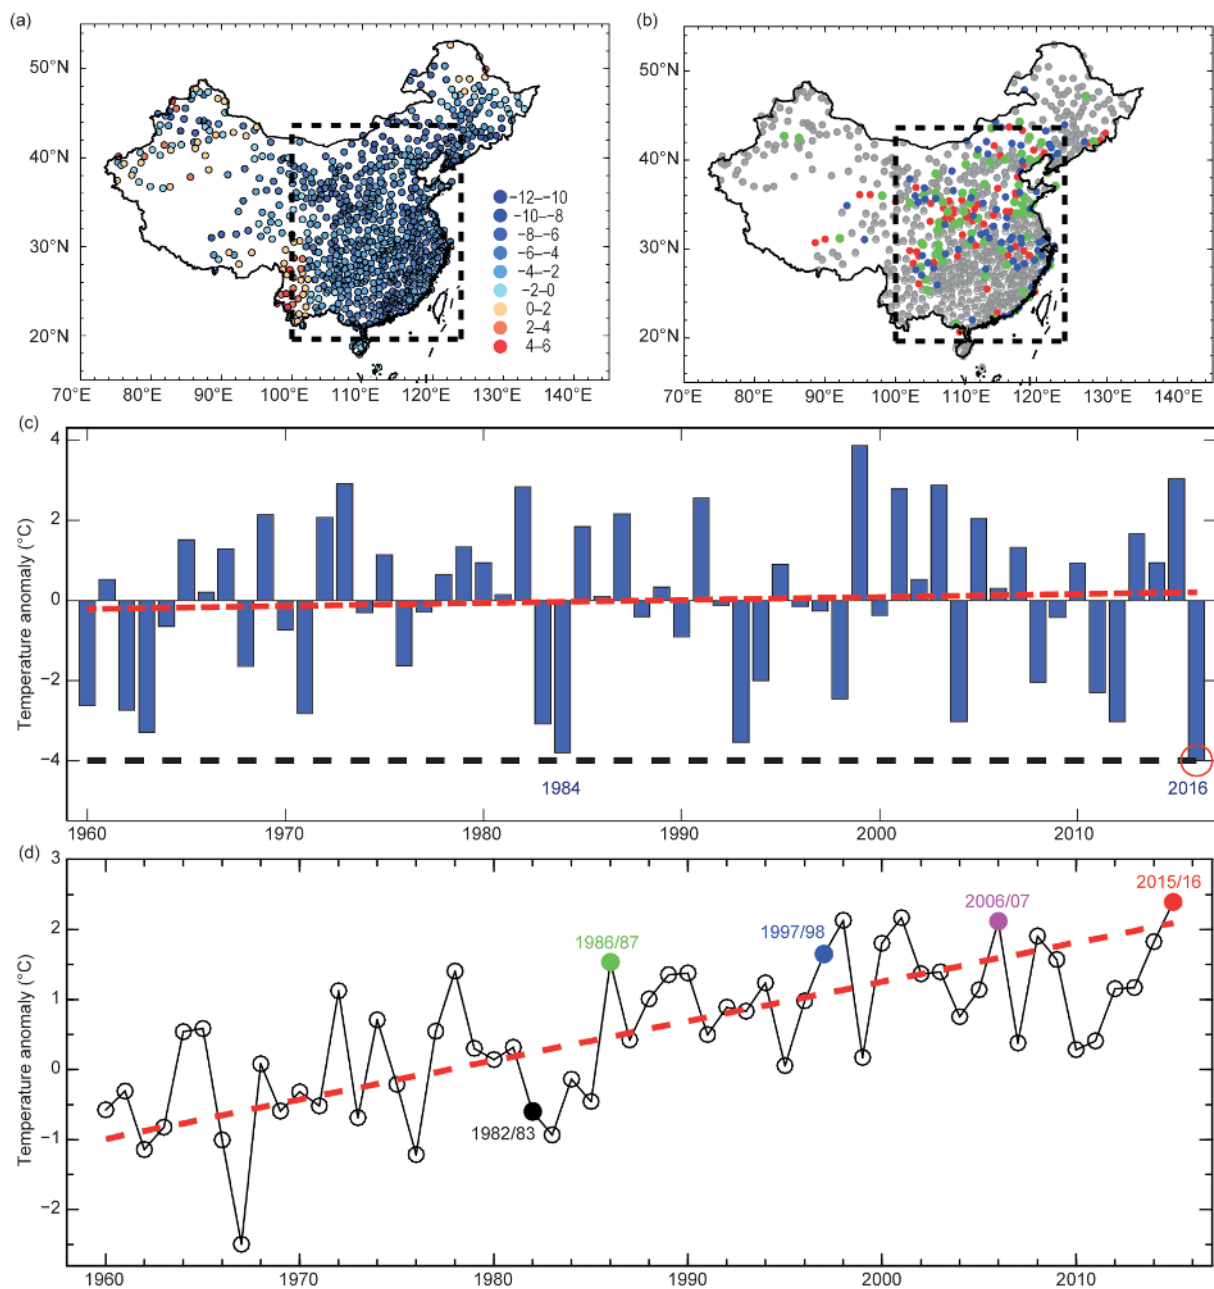 (a)
50°N
40°N
30°N
20°N
70°E 80°E 90°E 100°E 110°E 120°E 130°E 140°E
−12–−10
−10–−8
−8–−6
−6–−4
−4–−2
−2–0
0–2
2–4
4–6
(b)
50°N
40°N
30°N
20°N
70°E 80°E 90°E 100°E 110°E 120°E 130°E 140°E
(c)
Temperature anomaly (°C)
4
2
0
−2
−4
1984
2016
1960 1970 1980 1990 2000 2010
(d)
Temperature anomaly (°C)
3
2
1
0
−1
−2
1982/83
1986/87
1997/98
2006/07
2015/16
1960 1970 1980 1990 2000 2010